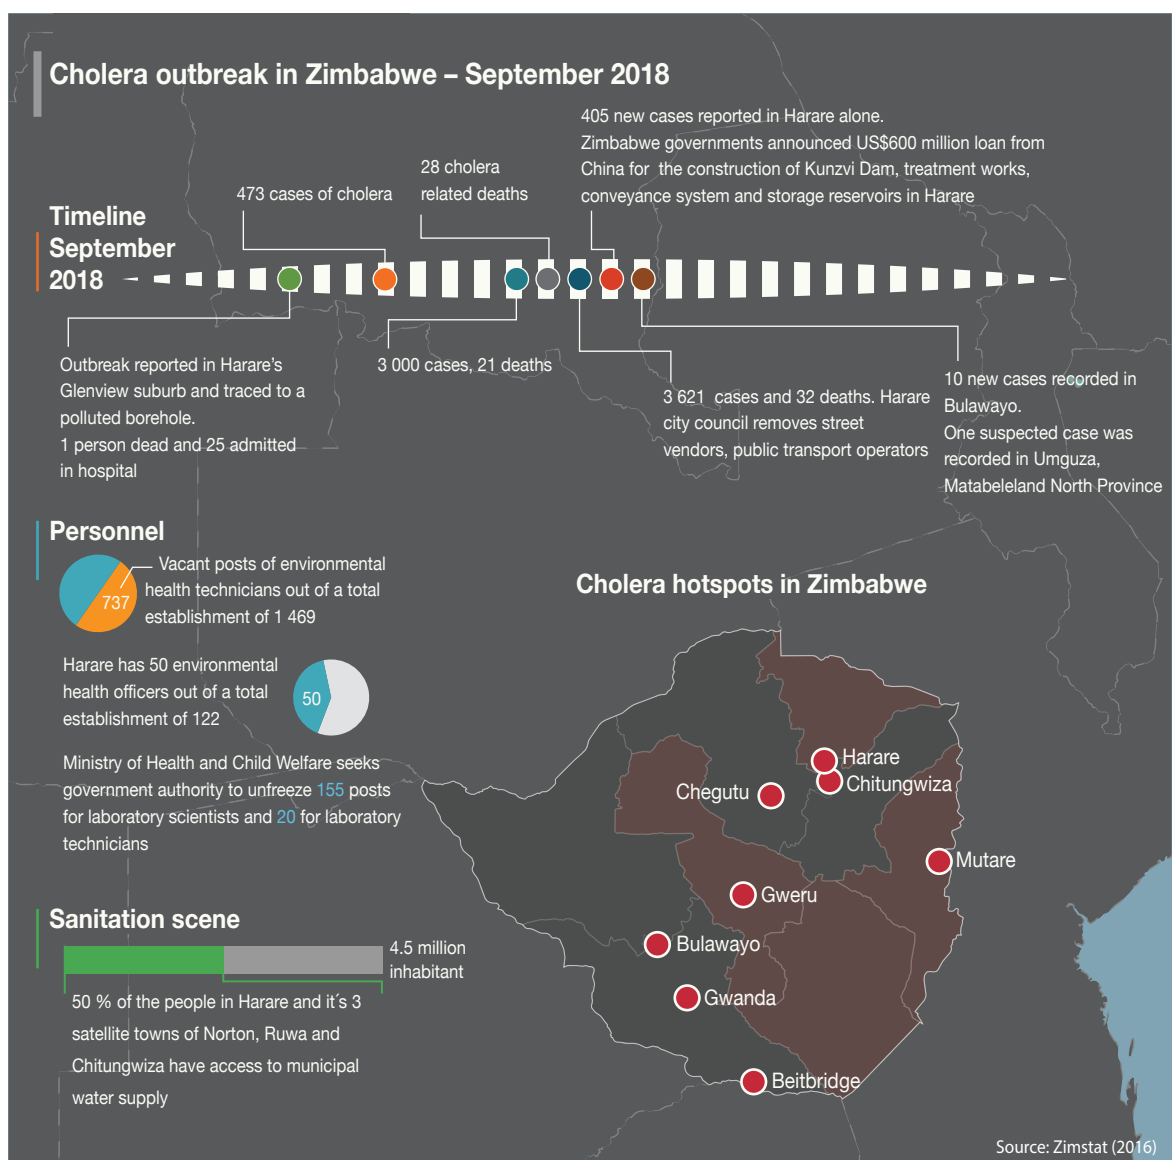 Cholera outbreak in Zimbabwe – September 2018
405 new cases reported in Harare alone.
Zimbabwe governments announced US$600 million loan from
China for the construction of Kunzvi Dam, treatment works,
conveyance system and storage reservoirs in Harare
28 cholera
related deaths
473 cases of cholera
Timeline
September
2018
Outbreak reported in Harare's
Glenview suburb and traced to a
polluted borehole.
1 person dead and 25 admitted
in hospital
3 000 cases, 21 deaths
3 621 cases and 32 deaths. Harare
city council removes street
vendors, public transport operators
10 new cases recorded in
Bulawayo.
One suspected case was
recorded in Umguza,
Matabeleland North Province
Personnel
737
Vacant posts of environmental
health technicians out of a total
establishment of 1 469
Harare has 50 environmental
health officers out of a total
establishment of 122
50
Ministry of Health and Child Welfare seeks
government authority to unfreeze 155 posts
for laboratory scientists and 20 for laboratory
technicians
Sanitation scene
4.5 million
inhabitant
50 % of the people in Harare and it´s 3
satellite towns of Norton, Ruwa and
Chitungwiza have access to municipal
water supply
Cholera hotspots in Zimbabwe
Harare
Chitungwiza
Chegutu
Mutare
Gweru
Bulawayo
Gwanda
Beitbridge
Source: Zimstat (2016)